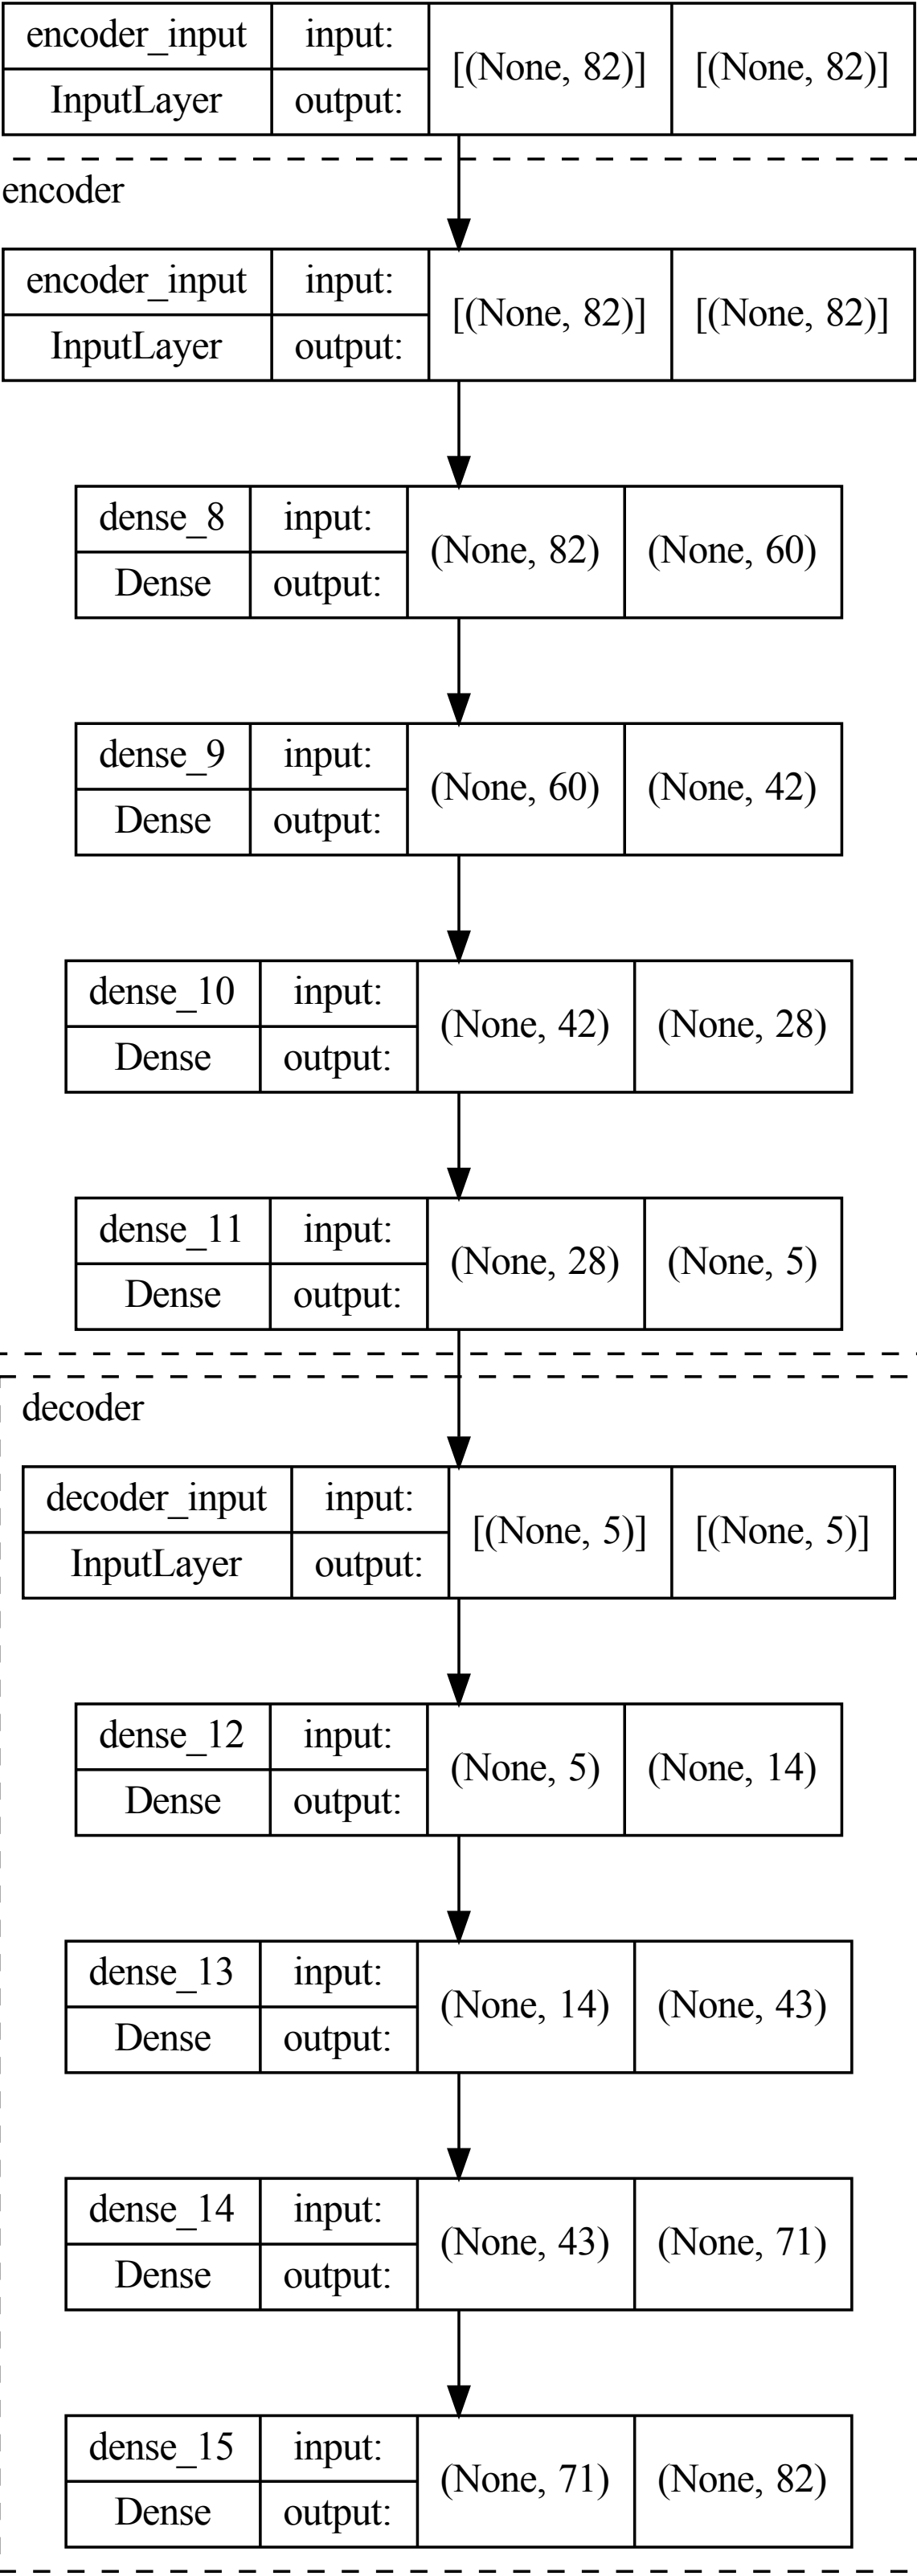 encoder_input input: [(None, 82)] [(None, 82)]
InputLayer output:
encoder
encoder_input input: [(None, 82)] [(None, 82)]
InputLayer output:
dense_8 input: (None, 82) (None, 60)
Dense output:
dense_9 input: (None, 60) (None, 42)
Dense output:
dense_10 input: (None, 42) (None, 28)
Dense output:
dense_11 input: (None, 28) (None, 5)
Dense output:
decoder
decoder_input input: [(None, 5)] [(None, 5)]
InputLayer output:
dense_12 input: (None, 5) (None, 14)
Dense output:
dense_13 input: (None, 14) (None, 43)
Dense output:
dense_14 input: (None, 43) (None, 71)
Dense output:
dense_15 input: (None, 71) (None, 82)
Dense output: